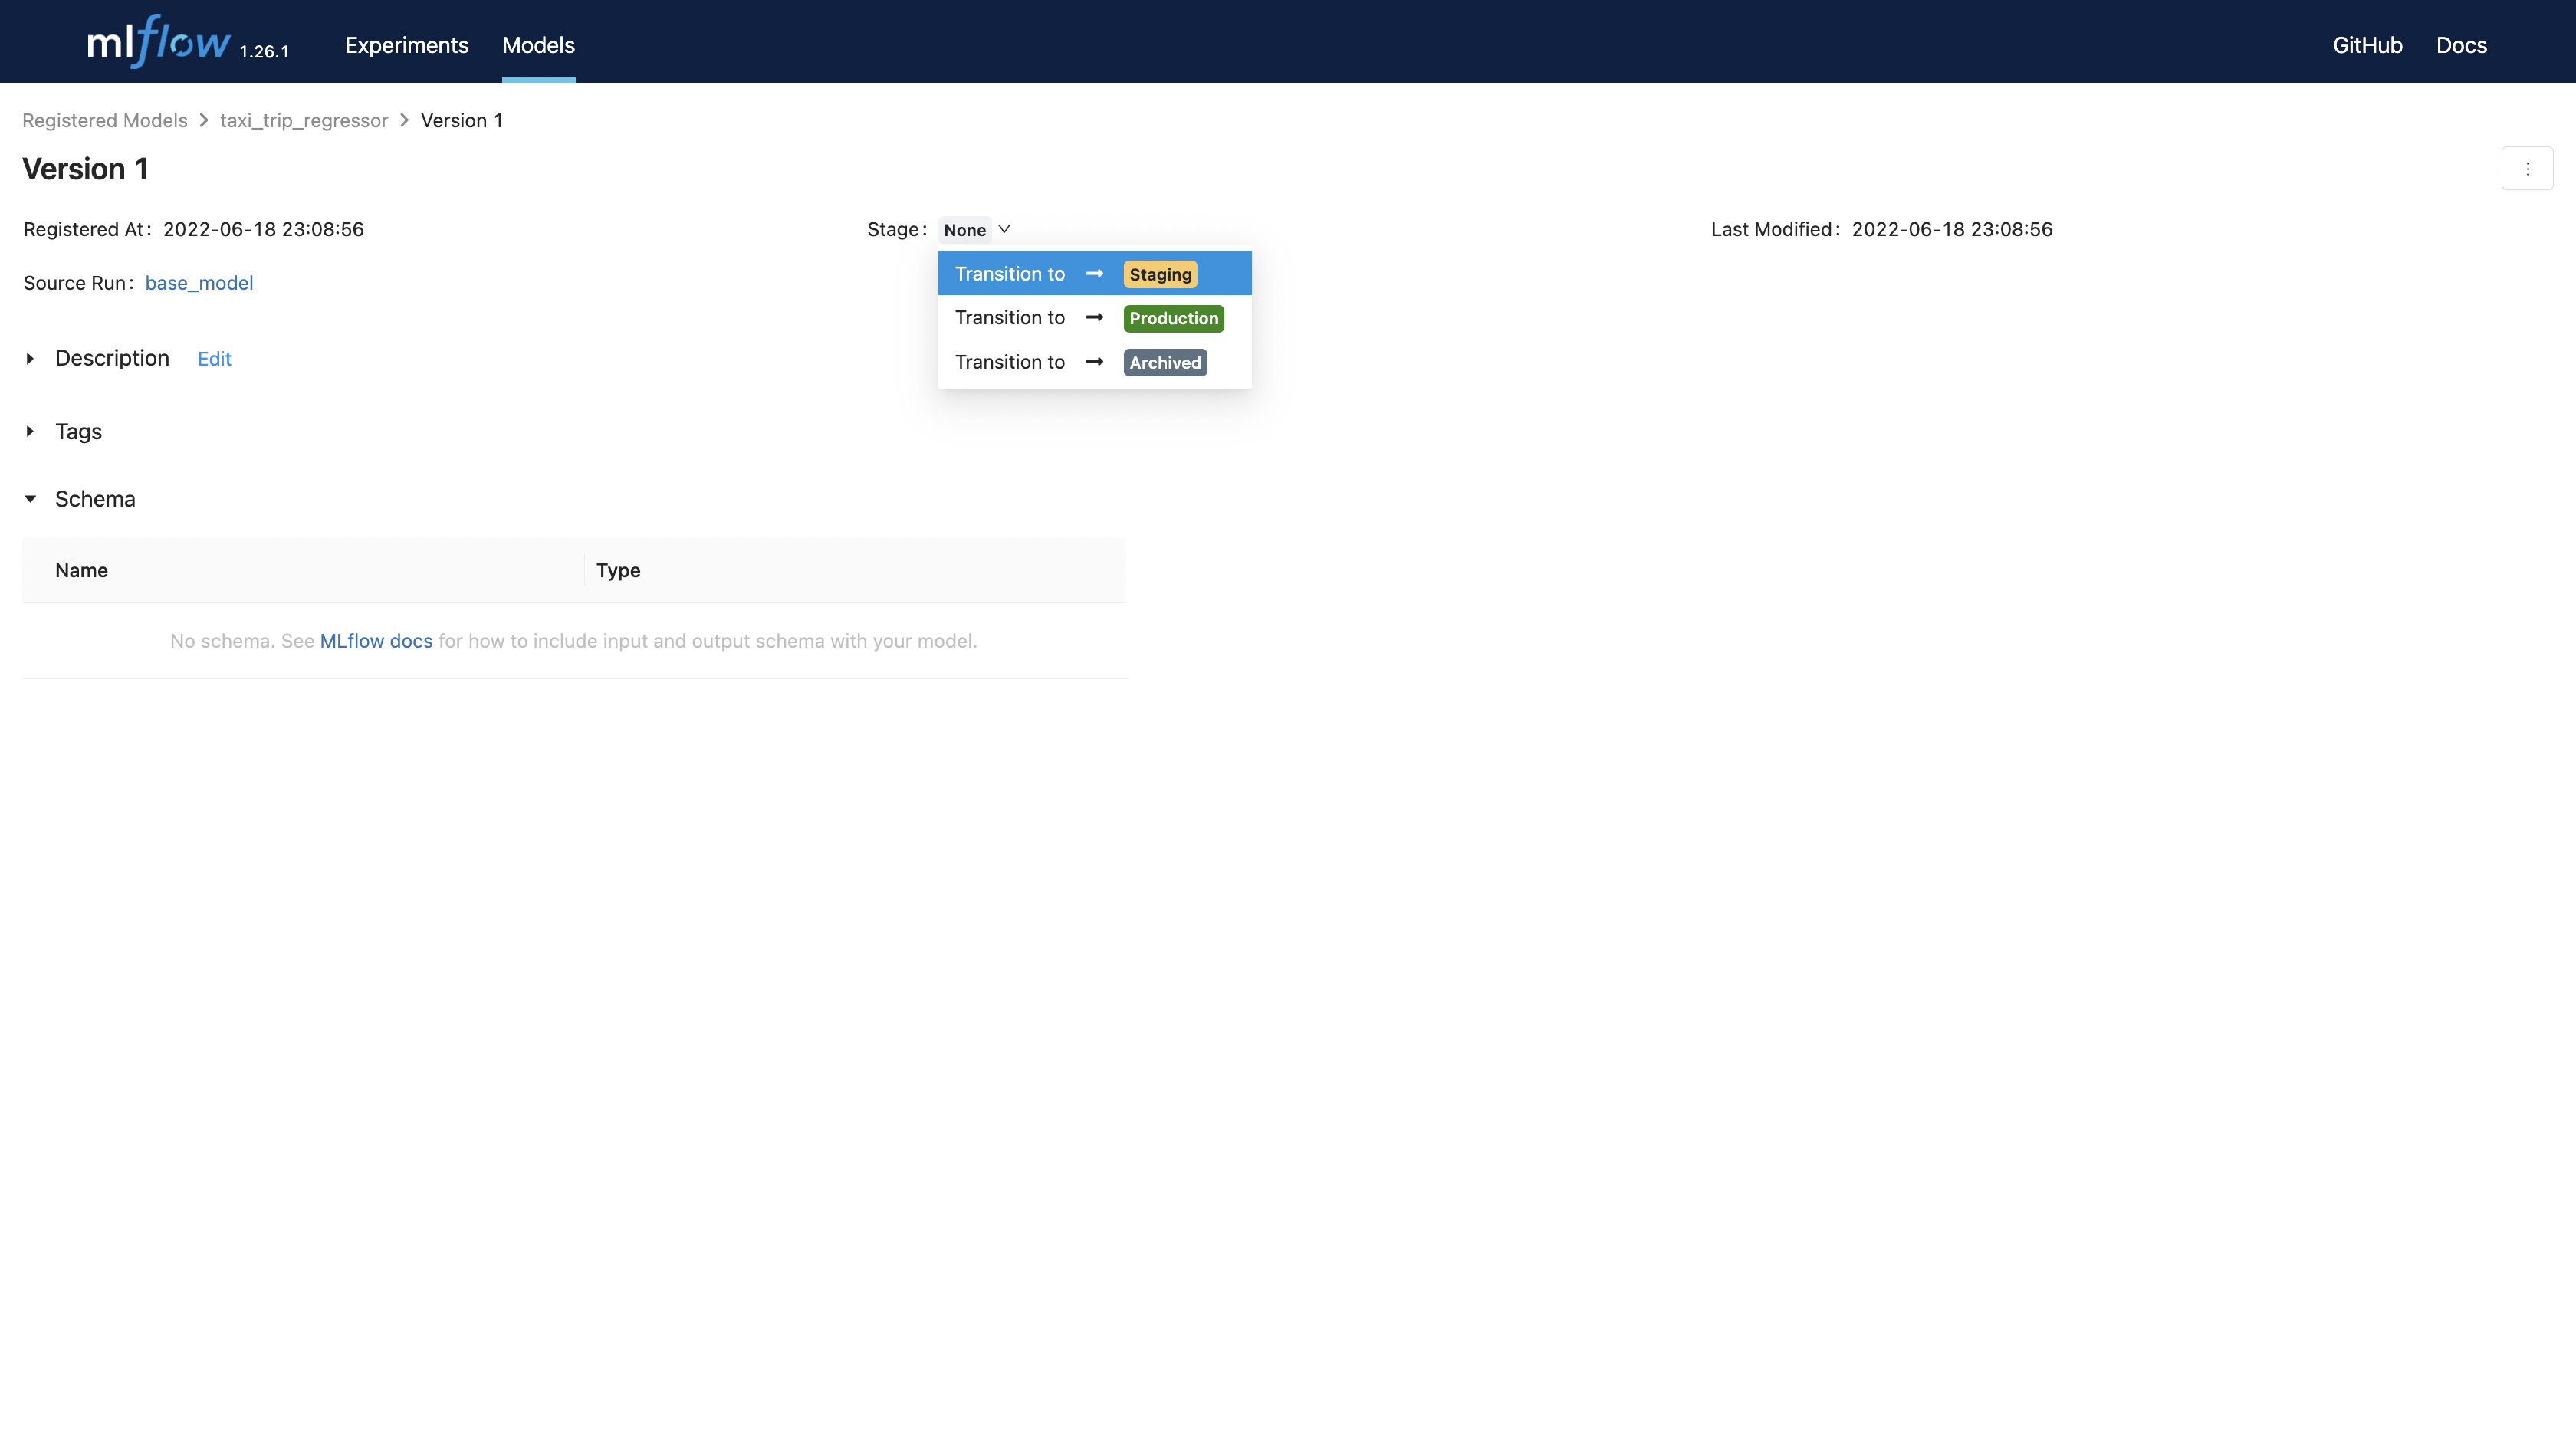 mlflow 1.26.1 Experiments Models GitHub Docs
Registered Models > taxi_trip_regressor > Version 1
Version 1
Registered At: 2022-06-18 23:08:56 Stage: None Last Modified: 2022-06-18 23:08:56
Transition to → Staging
Source Run: base_model
Transition to → Production
Description Edit
Transition to → Archived
Tags
Schema
Name Type
No schema. See MLflow docs for how to include input and output schema with your model.